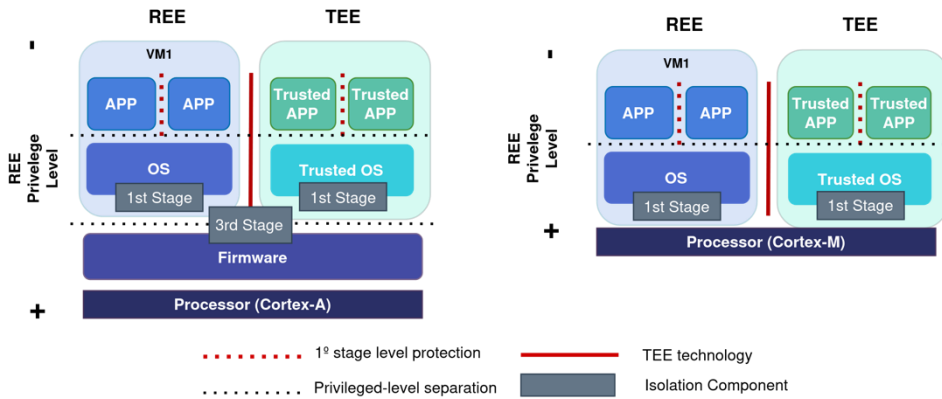 REE
TEE
-
VM1
APP
APP
Trusted
APP
Trusted
APP
REE
Privelege
Level
OS
Trusted OS
1st Stage
1st Stage
3rd Stage
Firmware
+
Processor (Cortex-A)
REE
TEE
-
VM1
APP
APP
Trusted
APP
Trusted
APP
REE
Privelege
Level
OS
Trusted OS
1st Stage
1st Stage
+
Processor (Cortex-M)
1º stage level protection
TEE technology
Privileged-level separation
Isolation Component